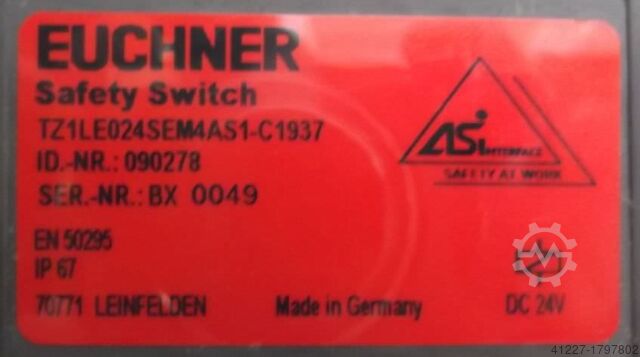 EUCHNER
Safety Switch
TZ1LE024SEM4AS1-C1937
ID.-NR.: 090278
SER.-NR.: BX 0049
ASi INTERFACE
SAFETY AT WORK
EN 50295
IP 67
70771 LEINFELDEN Made in Germany DC 24V
41227-1797802